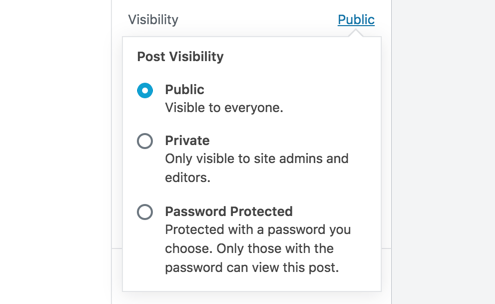 Visibility Public
Post Visibility
Public
Visible to everyone.
Private
Only visible to site admins and
editors.
Password Protected
Protected with a password you
choose. Only those with the
password can view this post.